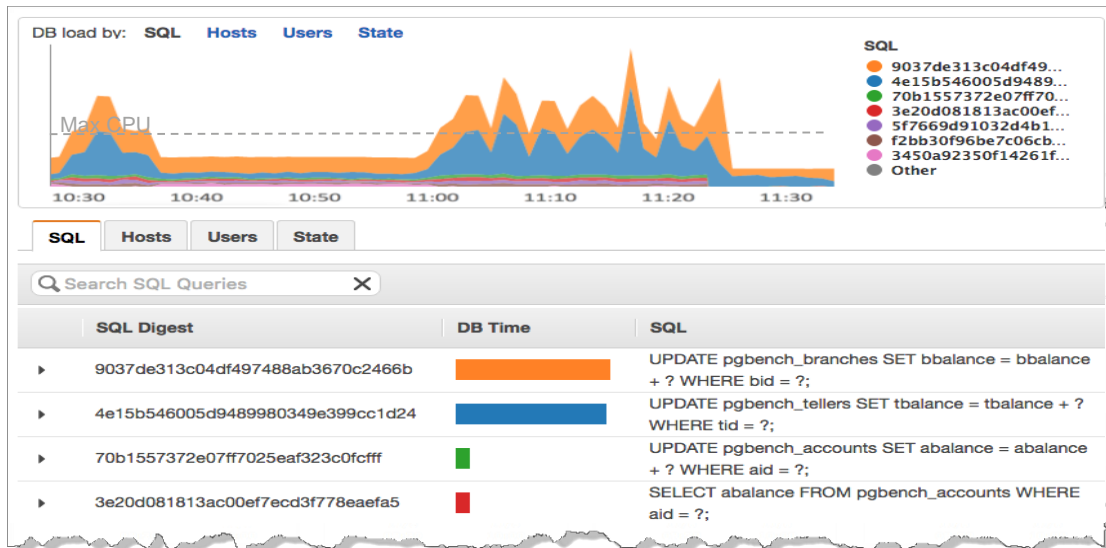 DB load by: SQL Hosts Users State
Max CPU
10:30 10:40 10:50 11:00 11:10 11:20 11:30
SQL
9037de313c04df49...
4e15b546005d9489...
70b1557372e07ff70...
3e20d081813ac00ef...
5f7669d91032d4b1...
f2bb30f96be7c06cb...
3450a92350f14261f...
Other
SQL Hosts Users State
Search SQL Queries
SQL Digest DB Time SQL
9037de313c04df497488ab3670c2466b
UPDATE pgbench_branches SET bbalance = bbalance
+ ? WHERE bid = ?;
4e15b546005d9489980349e399cc1d24
UPDATE pgbench_tellers SET tbalance = tbalance + ?
WHERE tid = ?;
70b1557372e07ff7025eaf323c0fcfff
UPDATE pgbench_accounts SET abalance = abalance
+ ? WHERE aid = ?;
3e20d081813ac00ef7ecd3f778eaefa5
SELECT abalance FROM pgbench_accounts WHERE
aid = ?;